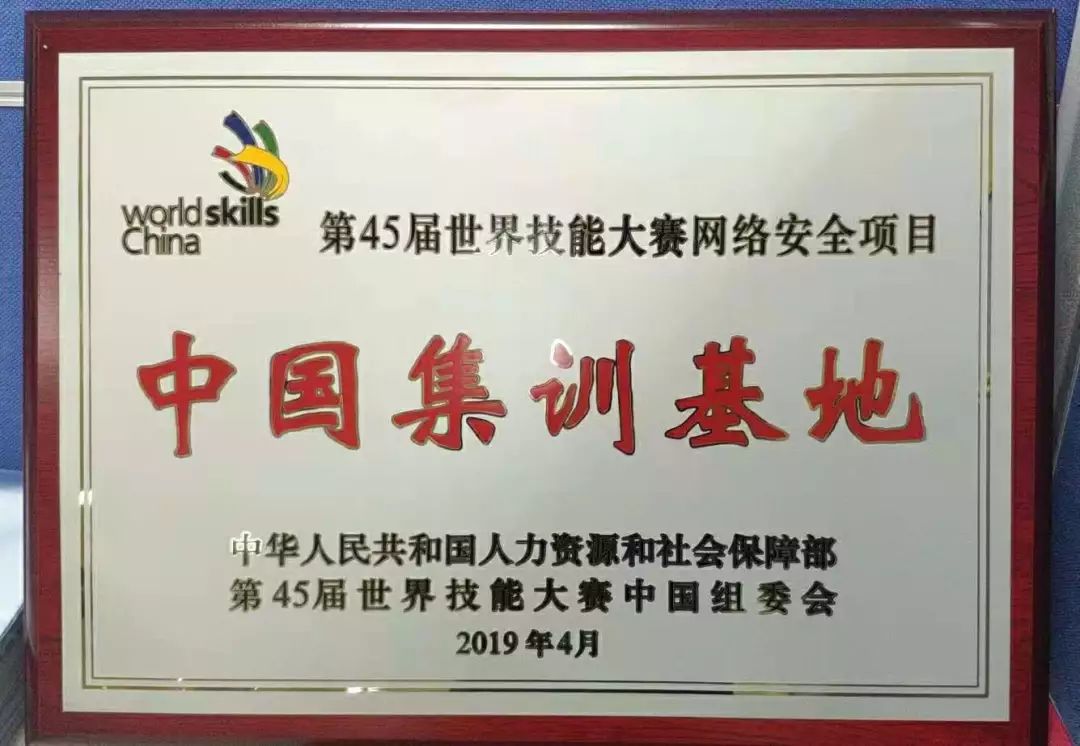 worldskills
China
第45届世界技能大赛网络安全项目
中国集训基地
中华人民共和国人力资源和社会保障部
第45届世界技能大赛中国组委会
2019年4月